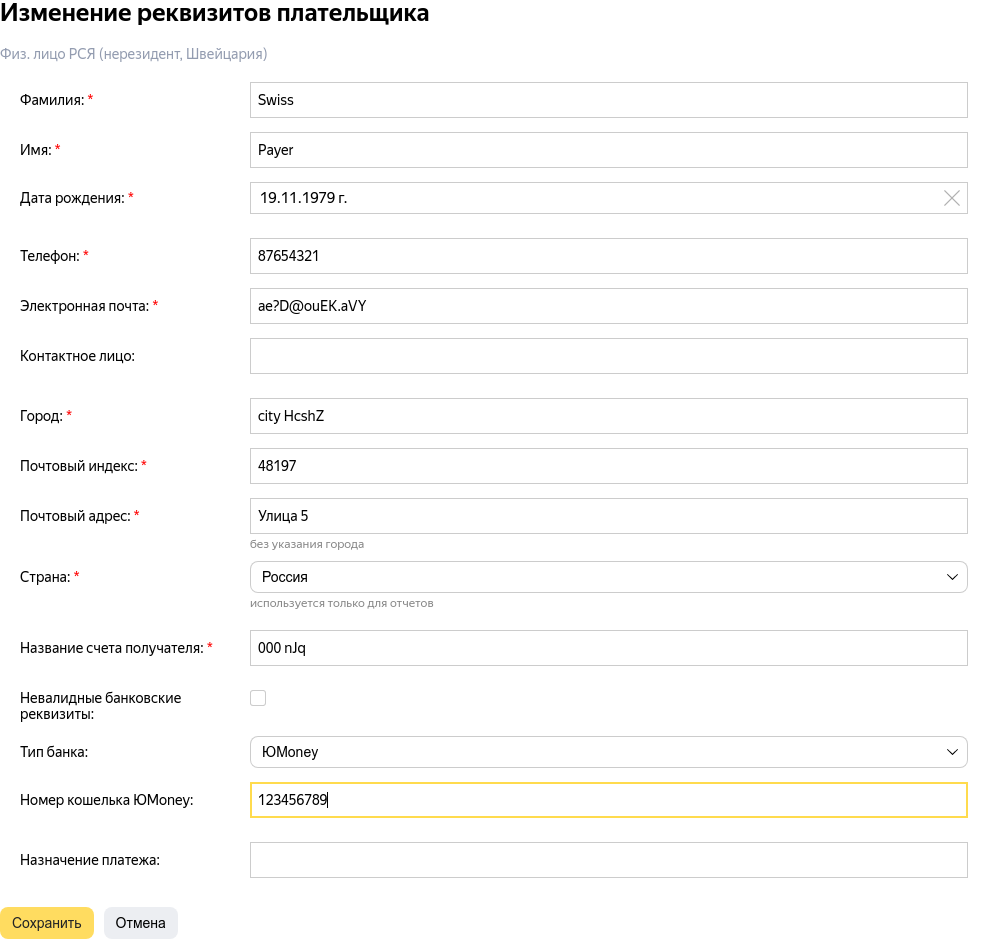 Изменение реквизитов плательщика
Физ. лицо РСЯ (нерезидент, Швейцария)
Фамилия: * Swiss
Имя: * Payer
Дата рождения: * 19.11.1979 г.
Телефон: * 87654321
Электронная почта: * ae?D@ouEK.aVY
Контактное лицо:
Город: * city HcshZ
Почтовый индекс: * 48197
Почтовый адрес: * Улица 5
без указания города
Страна: * Россия
используется только для отчетов
Название счета получателя: * 000 nJq
Невалидные банковские
реквизиты:
Тип банка: ЮMoney
Номер кошелька ЮMoney: 123456789
Назначение платежа:
Сохранить Отмена